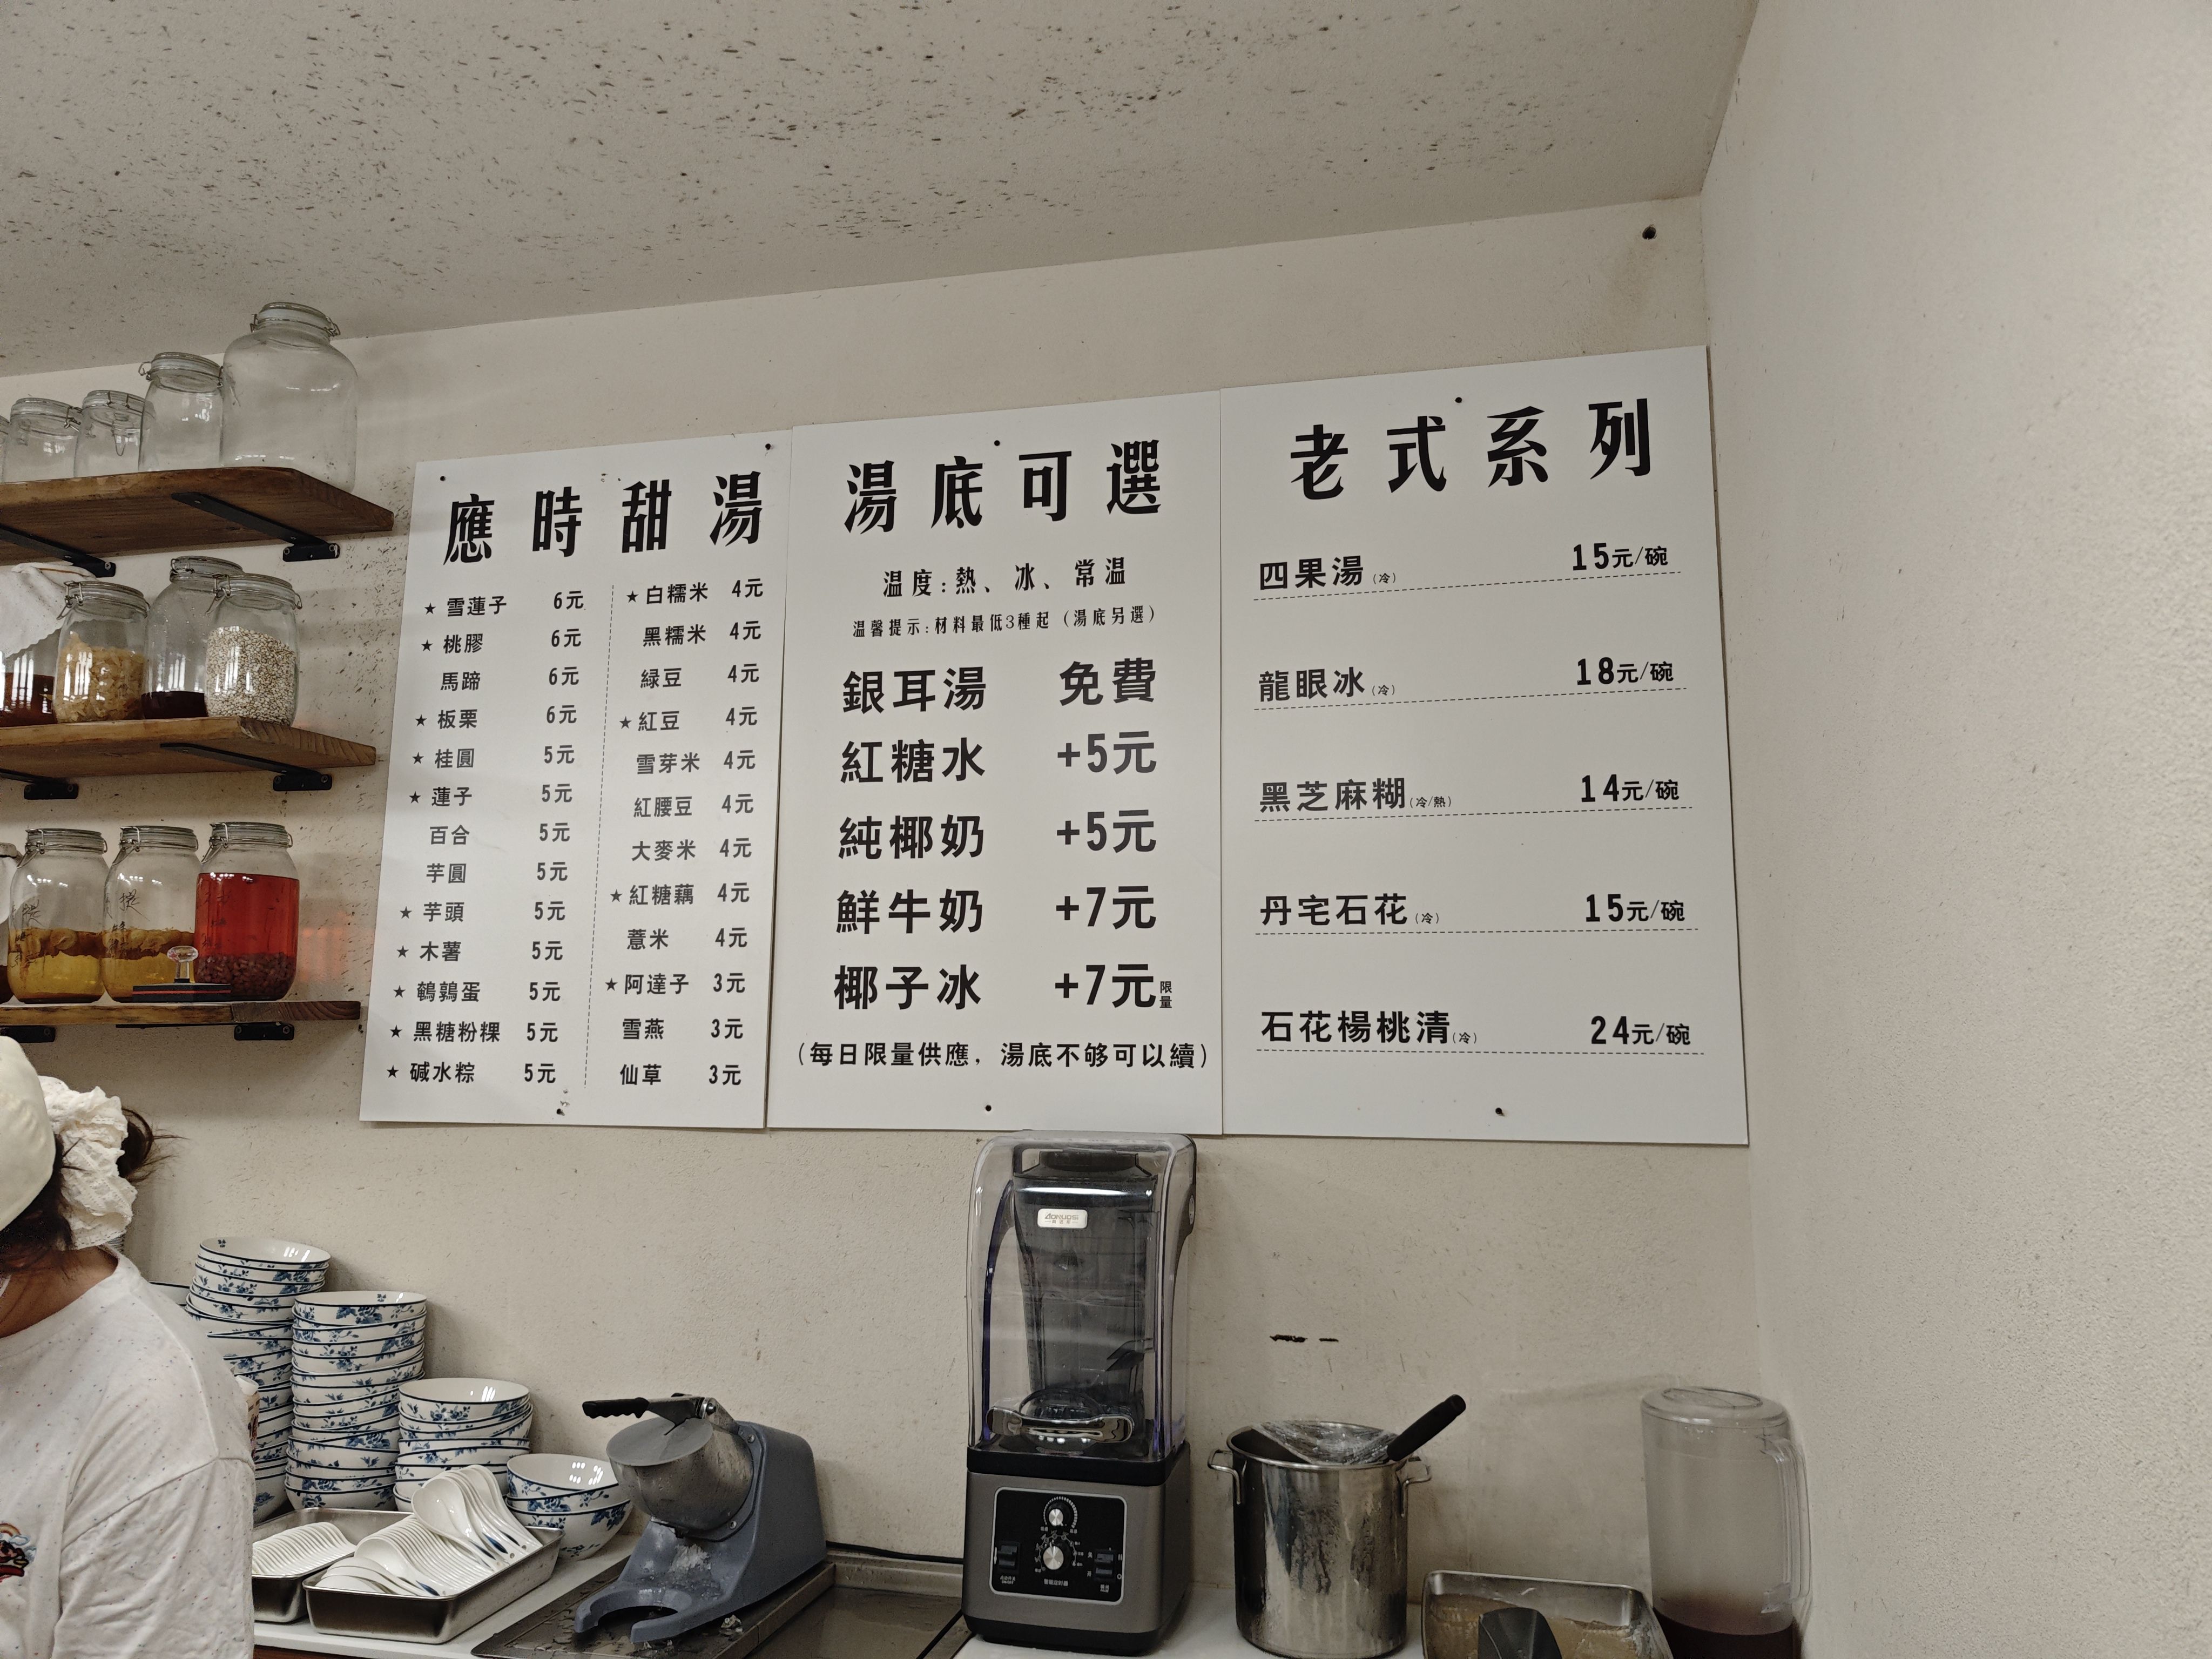 應時甜湯
★雪蓮子 6元
★桃膠 6元
馬蹄 6元
★板栗 6元
★桂圓 5元
★蓮子 5元
百合 5元
芋圓 5元
★芋頭 5元
★木薯 5元
★鵪鶉蛋 5元
★黑糖粉粿 5元
★碱水粽 5元
★白糯米 4元
黑糯米 4元
緑豆 4元
★紅豆 4元
雪芽米 4元
紅腰豆 4元
大麥米 4元
★紅糖藕 4元
薏米 4元
★阿達子 3元
雪燕 3元
仙草 3元
湯底可選
温度:熱、冰、常温
温馨提示:材料最低3種起(湯底另選)
銀耳湯 免費
紅糖水 +5元
純椰奶 +5元
鮮牛奶 +7元
椰子冰 +7元限量
(每日限量供應,湯底不够可以續)
老式系列
四果湯(冷) 15元/碗
龍眼冰(冷) 18元/碗
黑芝麻糊(冷/熱) 14元/碗
丹宅石花(冷) 15元/碗
石花楊桃清(冷) 24元/碗